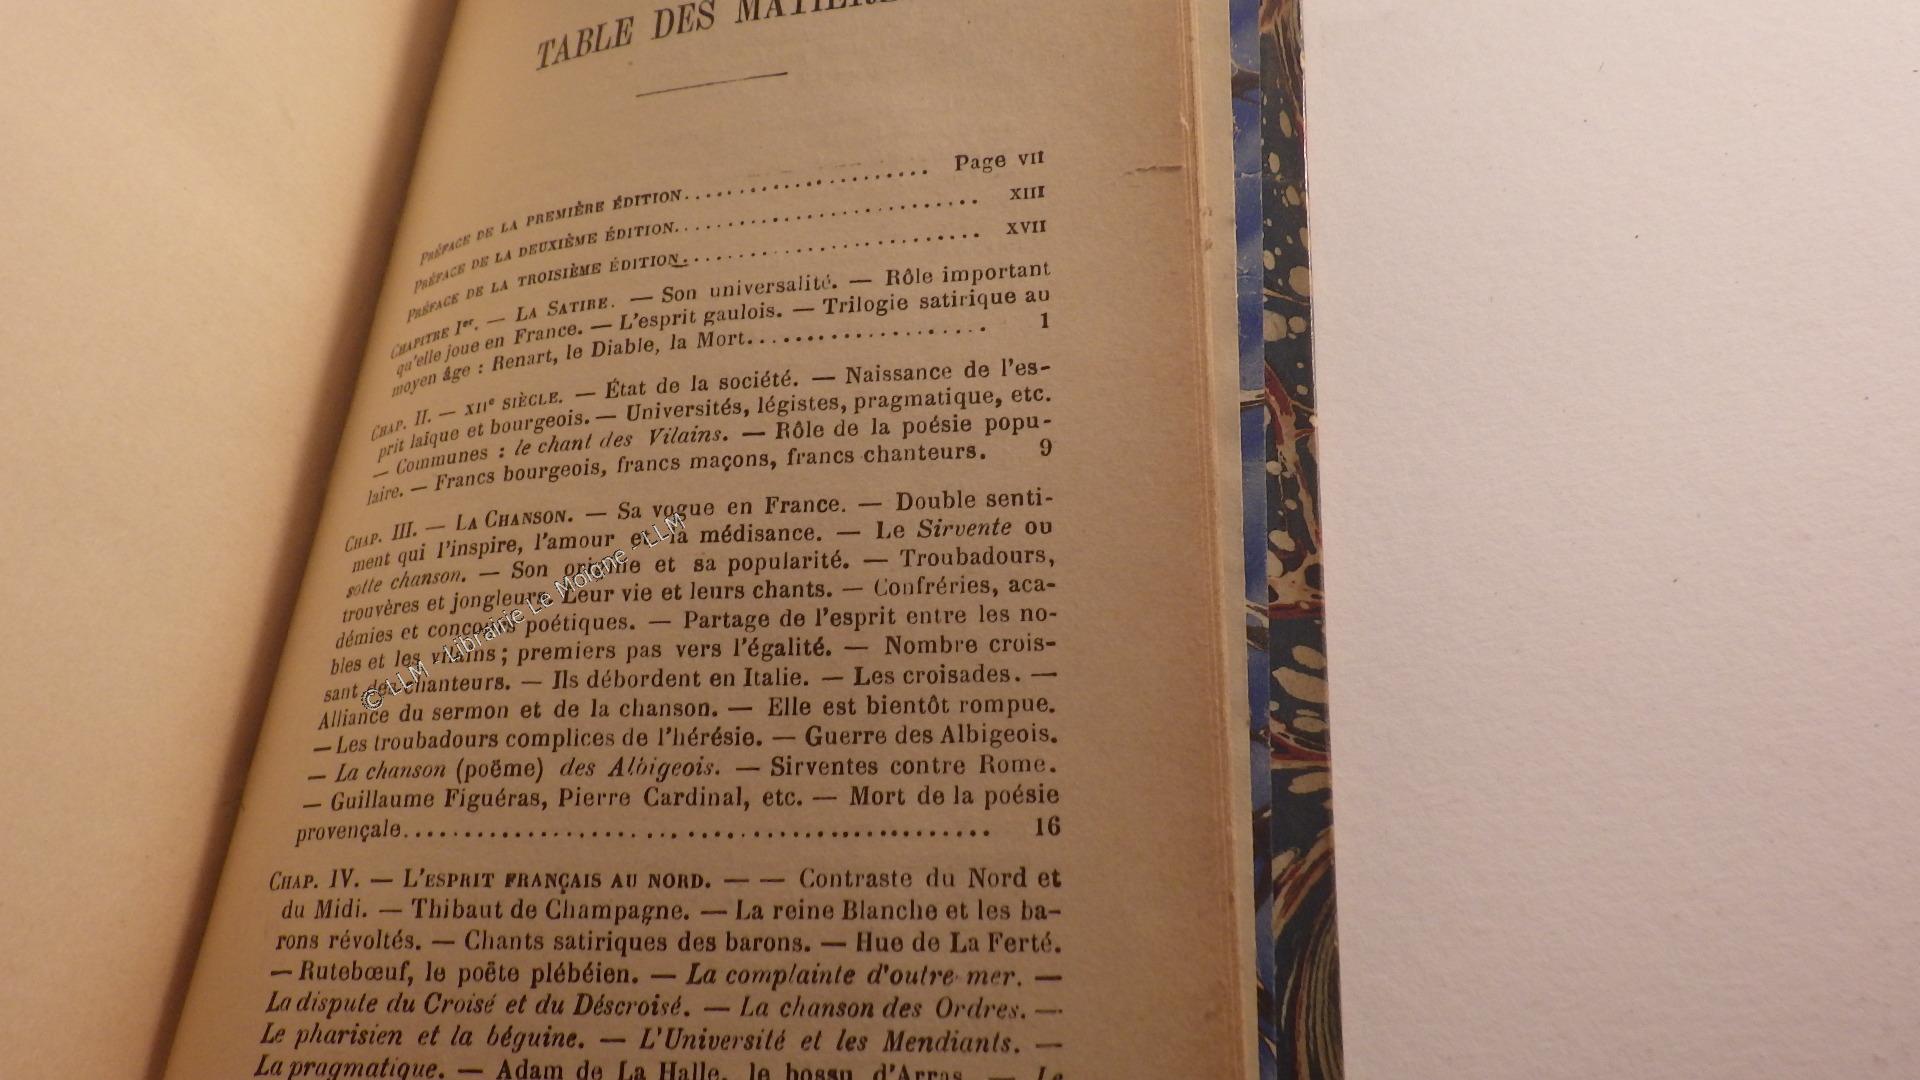 TABLE DES MATIÈRE
PRÉFACE DE LA PREMIÈRE ÉDITION.......................... Page VII
PRÉFACE DE LA DEUXIÈME ÉDITION............................ XIII
PRÉFACE DE LA TROISIÈME ÉDITION............................ XVII
CHAPITRE Ier. — LA SATIRE. — Son universalité. — Rôle important
qu'elle joue en France. — L'esprit gaulois. — Trilogie satirique au
moyen âge : Renart, le Diable, la Mort.................... 1
CHAP. II. — XIIe SIÈCLE. — État de la société. — Naissance de l'es-
prit laïque et bourgeois. — Universités, légistes, pragmatique, etc.
— Communes : le chant des Vilains. — Rôle de la poésie popu-
laire. — Francs bourgeois, francs maçons, francs chanteurs. 9
CHAP. III. — LA CHANSON. — Sa vogue en France. — Double senti-
ment qui l'inspire, l'amour et la médisance. — Le Sirvente ou
sotte chanson. — Son origine et sa popularité. — Troubadours,
trouvères et jongleurs. Leur vie et leurs chants. — Confréries, aca-
démies et concours poétiques. — Partage de l'esprit entre les no-
bles et les vilains ; premiers pas vers l'égalité. — Nombre crois-
sant des chanteurs. — Ils débordent en Italie. — Les croisades. —
Alliance du sermon et de la chanson. — Elle est bientôt rompue.
— Les troubadours complices de l'hérésie. — Guerre des Albigeois.
— La chanson (poëme) des Albigeois. — Sirventes contre Rome.
— Guillaume Figuéras, Pierre Cardinal, etc. — Mort de la poésie
provençale............................................... 16
CHAP. IV. — L'ESPRIT FRANÇAIS AU NORD. — — Contraste du Nord et
du Midi. — Thibaut de Champagne. — La reine Blanche et les ba-
rons révoltés. — Chants satiriques des barons. — Hue de La Ferté.
— Rutebœuf, le poëte plébéien. — La complainte d'outre mer. —
La dispute du Croisé et du Descroisé. — La chanson des Ordres. —
Le pharisien et la béguine. — L'Université et les Mendiants. —
La pragmatique. — Adam de La Halle, le bossu d'Arras. — Le
© LLM - Librairie Le Moigne - LLM